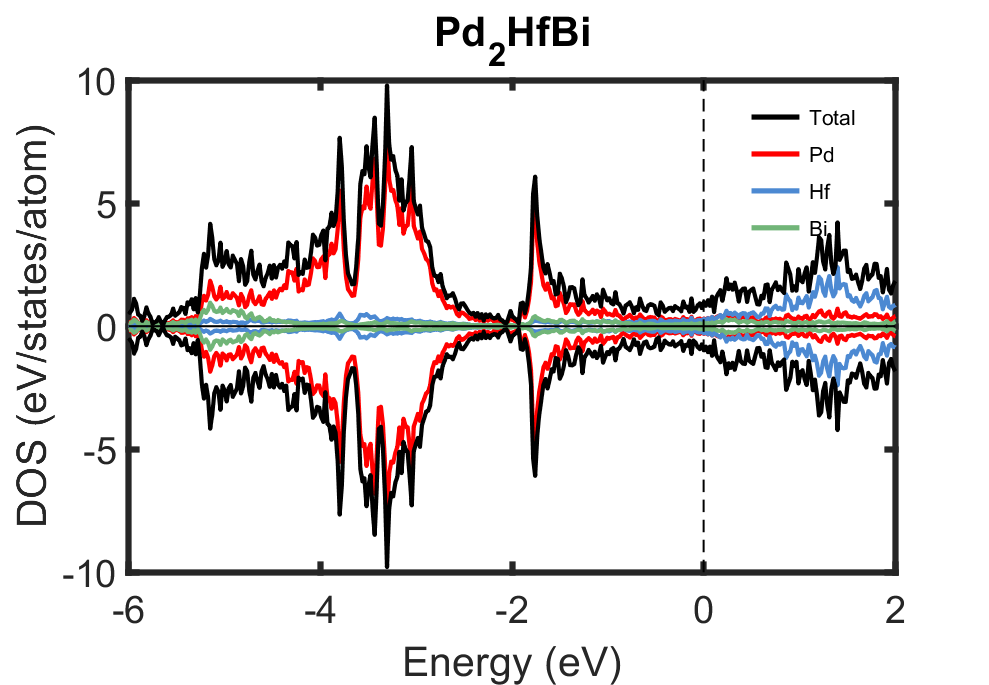 Pd2HfBi
10
5
0
-5
-10
DOS (eV/states/atom)
Total
Pd
Hf
Bi
-6
-4
-2
0
2
Energy (eV)